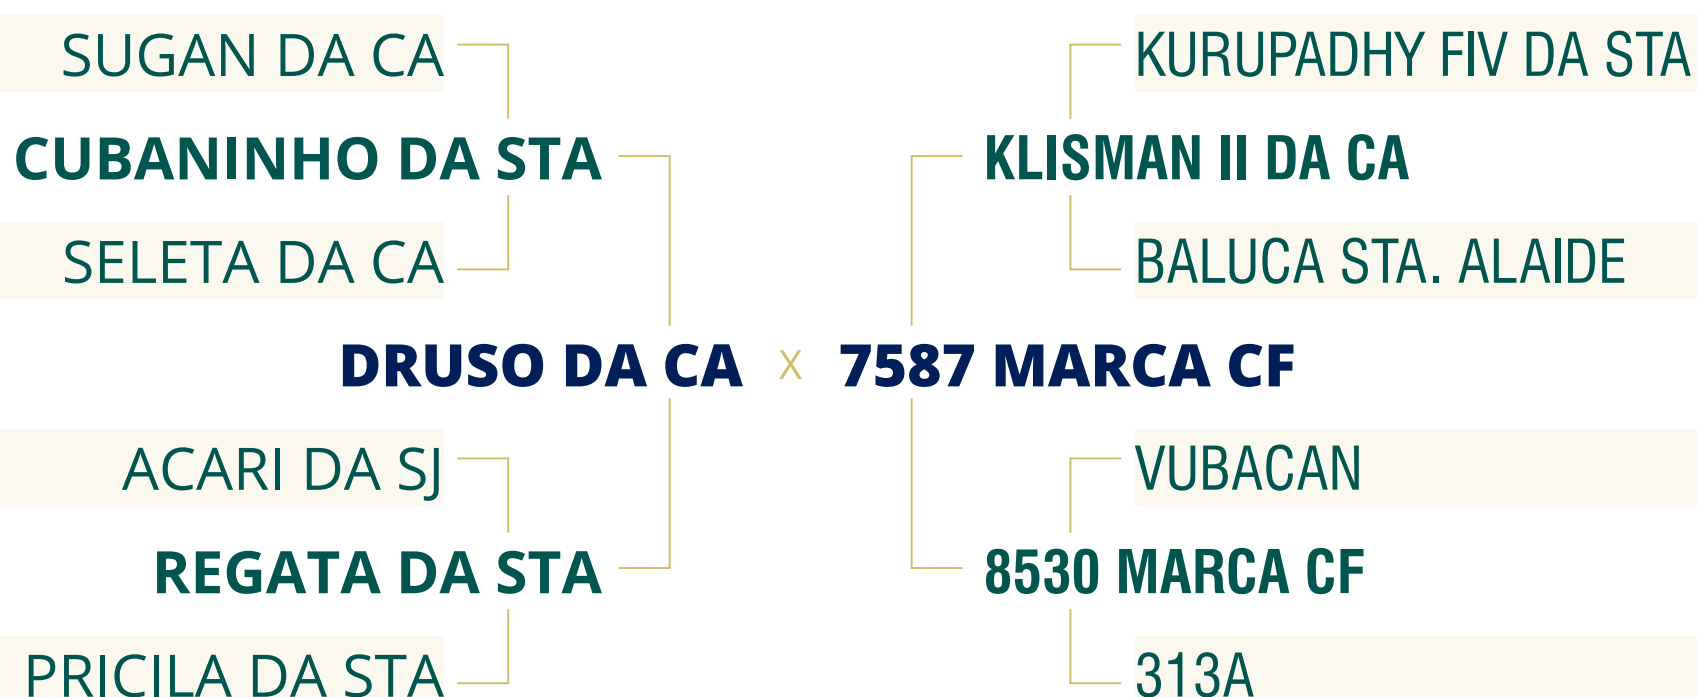 SUGAN DA CA
KURUPADHY FIV DA STA
CUBANINHO DA STA
KLISMAN II DA CA
SELETA DA CA
BALUCA STA. ALAIDE
DRUSO DA CA X 7587 MARCA CF
ACARI DA SJ
VUBACAN
REGATA DA STA
8530 MARCA CF
PRICILA DA STA
313A